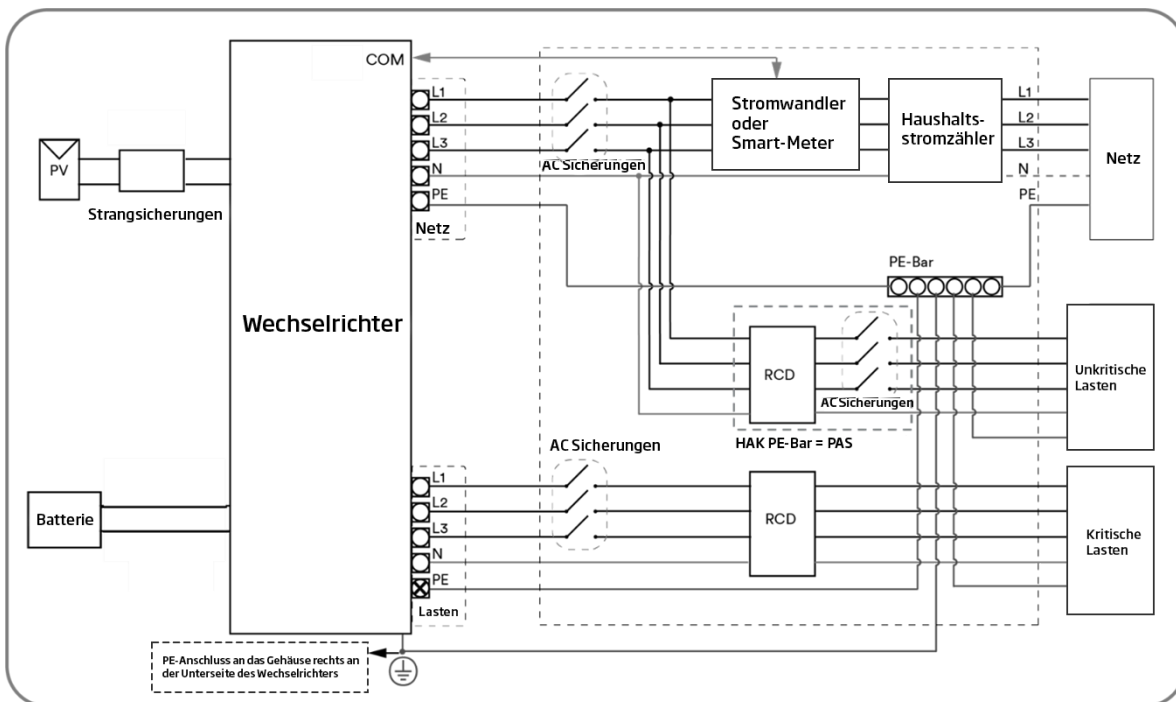 COM
L1
L2
L3
N
PE
Netz
AC Sicherungen
Stromwandler
oder
Smart-Meter
Haushalts-
stromzähler
L1
L2
L3
N
PE
Netz
PV
Strangsicherungen
Wechselrichter
PE-Bar
RCD
AC Sicherungen
HAK PE-Bar = PAS
Unkritische
Lasten
Batterie
L1
L2
L3
N
PE
Lasten
AC Sicherungen
RCD
Kritische
Lasten
PE-Anschluss an das Gehäuse rechts an
der Unterseite des Wechselrichters